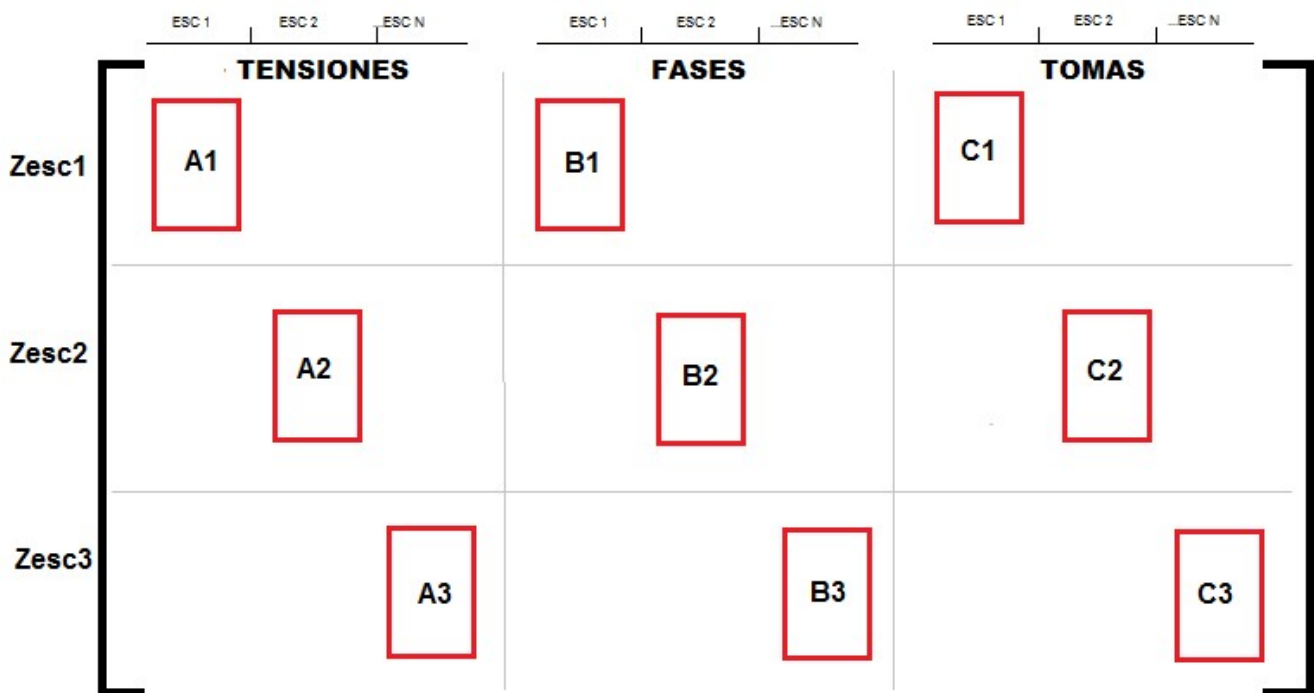 ESC 1 ESC 2 ...ESC N ESC 1 ESC 2 ...ESC N ESC 1 ESC 2 ...ESC N
TENSIONES FASES TOMAS
Zesc1 A1 B1 C1
Zesc2 A2 B2 C2
Zesc3 A3 B3 C3